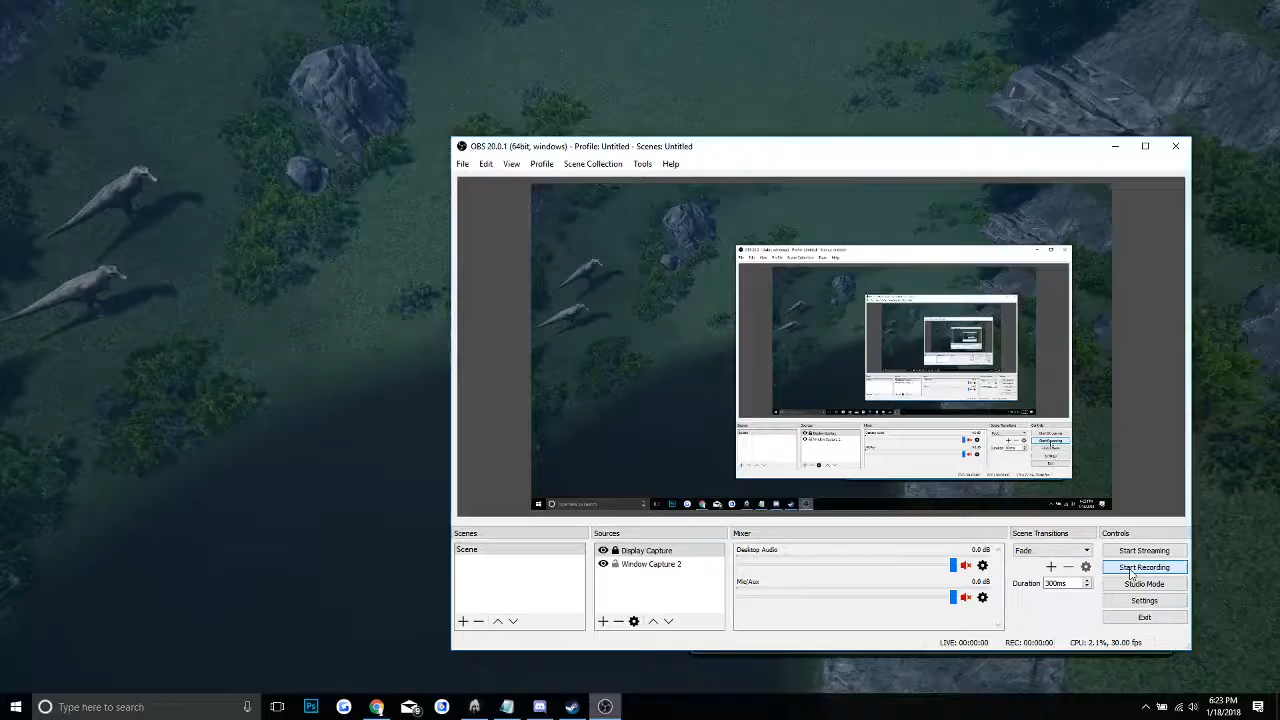 OBS 20.0.1 (64bit, windows) - Profile: Untitled - Scenes: Untitled
File Edit View Profile Scene Collection Tools Help
Scenes
Sources
Mixer
Scene Transitions
Controls
Scene
Display Capture
Window Capture 2
Desktop Audio 0.0 dB
Mic/Aux 0.0 dB
Fade
Duration 300ms
Start Streaming
Start Recording
Studio Mode
Settings
Exit
LIVE: 00:00:00 REC: 00:00:00 CPU: 2.1%, 30.00 fps
Type here to search
Ps
6:23 PM
1/18/2018